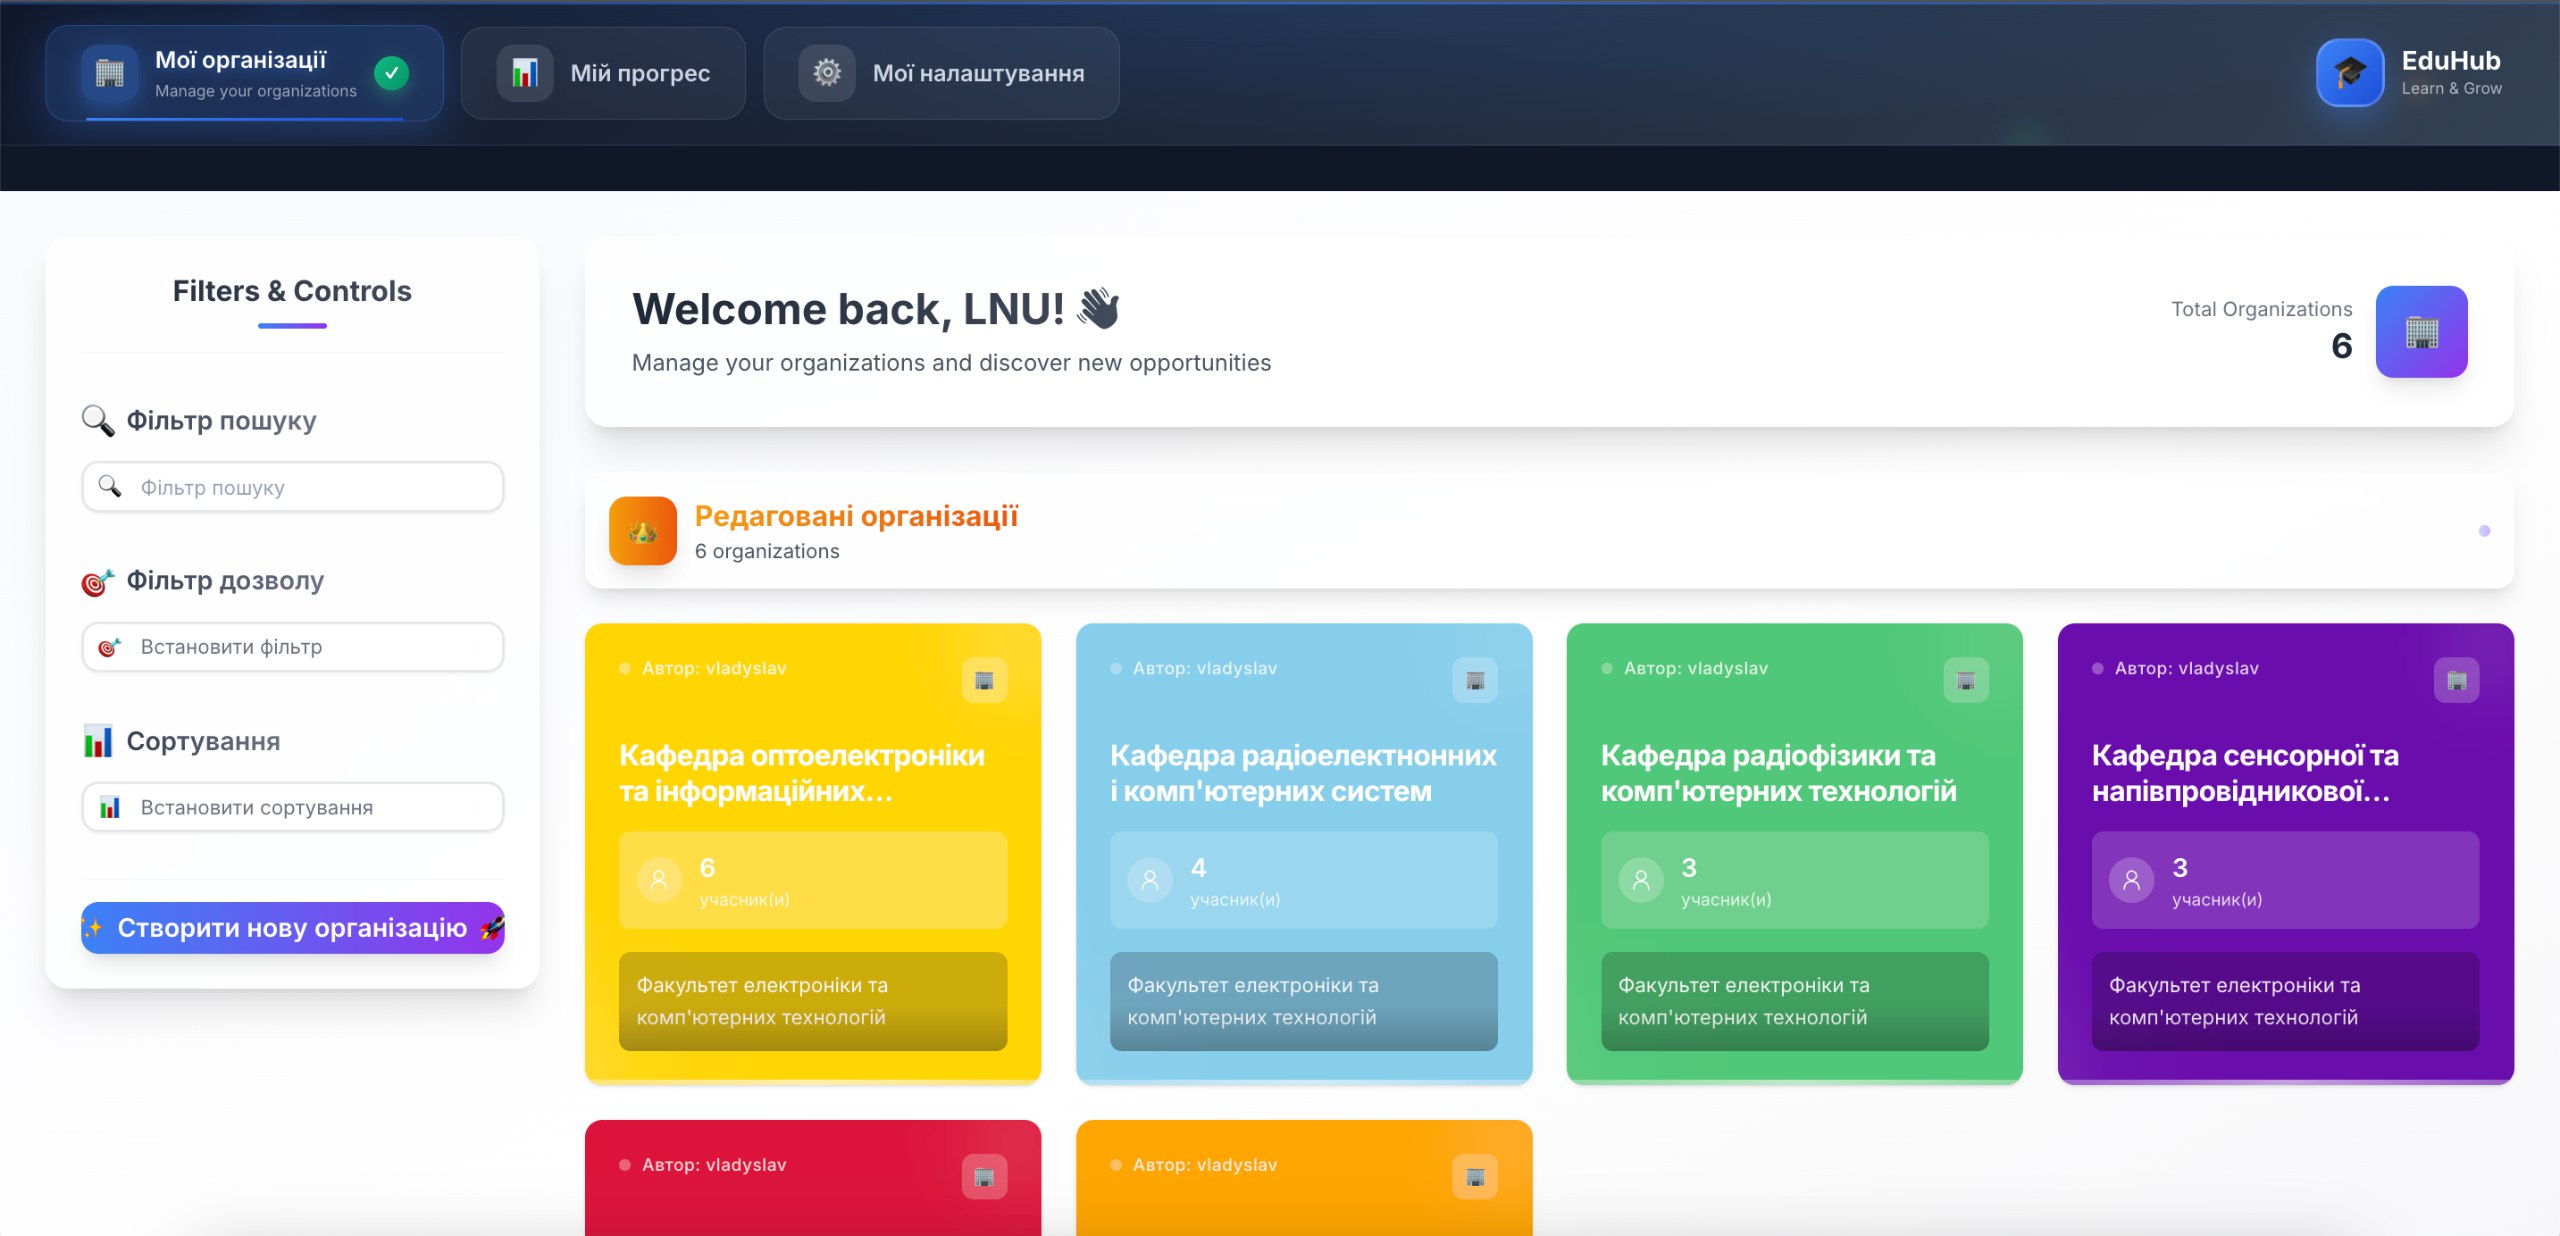 Мої організації
Manage your organizations
Мій прогрес
Мої налаштування
EduHub
Learn & Grow
Filters & Controls
Фільтр пошуку
Фільтр пошуку
Фільтр дозволу
Встановити фільтр
Сортування
Встановити сортування
Створити нову організацію
Welcome back, LNU!
Manage your organizations and discover new opportunities
Total Organizations
6
Редаговані організації
6 organizations
Автор: vladyslav
Кафедра оптоелектроніки
та інформаційних...
6
учасник(и)
Факультет електроніки та
комп'ютерних технологій
Автор: vladyslav
Кафедра радіоелектнонних
і комп'ютерних систем
4
учасник(и)
Факультет електроніки та
комп'ютерних технологій
Автор: vladyslav
Кафедра радіофізики та
комп'ютерних технологій
3
учасник(и)
Факультет електроніки та
комп'ютерних технологій
Автор: vladyslav
Кафедра сенсорної та
напівпровідникової...
3
учасник(и)
Факультет електроніки та
комп'ютерних технологій
Автор: vladyslav
Автор: vladyslav